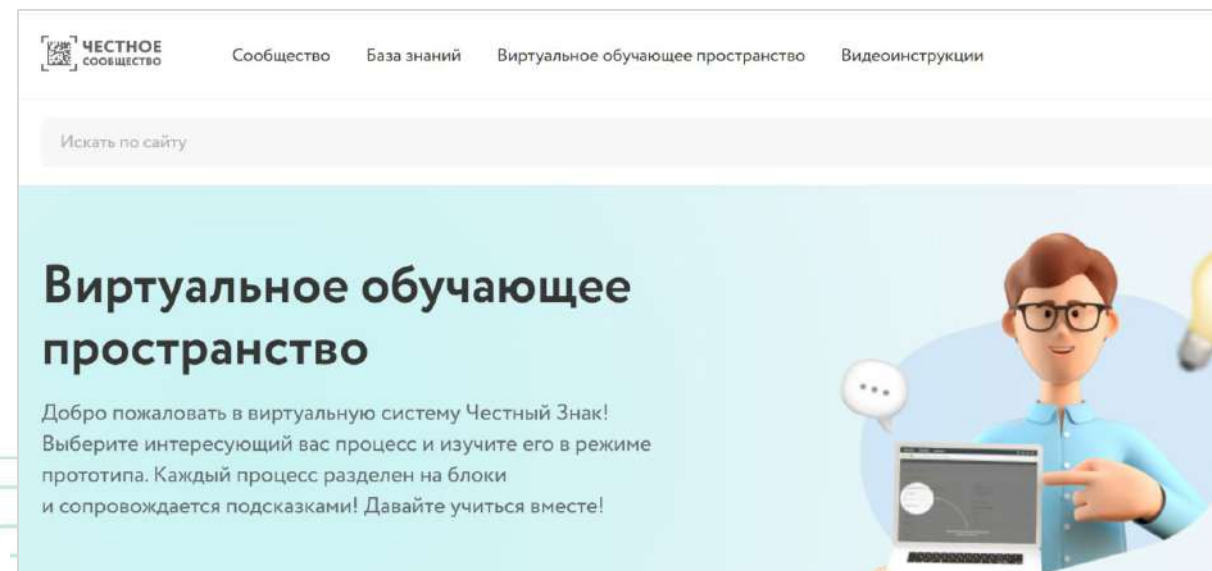 ЧЕСТНОЕ
СООБЩЕСТВО
Сообщество База знаний Виртуальное обучающее пространство Видеоинструкции
Искать по сайту
Виртуальное обучающее
пространство
Добро пожаловать в виртуальную систему Честный Знак!
Выберите интересующий вас процесс и изучите его в режиме
прототипа. Каждый процесс разделен на блоки
и сопровождается подсказками! Давайте учиться вместе!